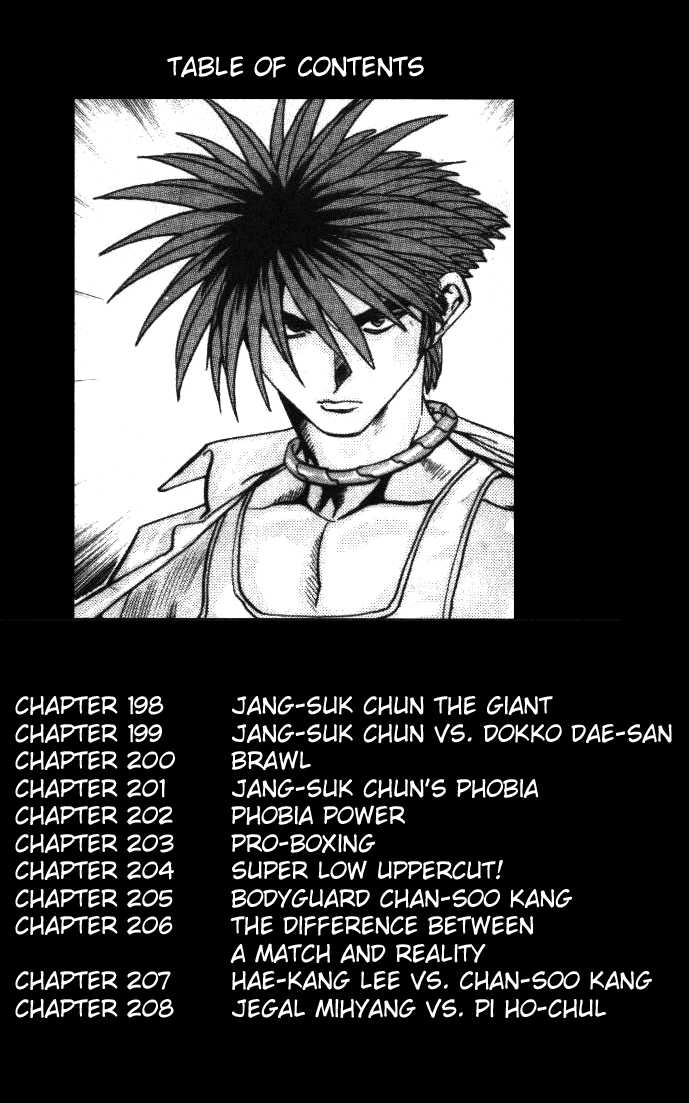 TABLE OF CONTENTS
CHAPTER 198 JANG-SUK CHUN THE GIANT
CHAPTER 199 JANG-SUK CHUN VS. DOKKO DAE-SAN
CHAPTER 200 BRAWL
CHAPTER 201 JANG-SUK CHUN'S PHOBIA
CHAPTER 202 PHOBIA POWER
CHAPTER 203 PRO-BOXING
CHAPTER 204 SUPER LOW UPPERCUT!
CHAPTER 205 BODYGUARD CHAN-SOO KANG
CHAPTER 206 THE DIFFERENCE BETWEEN
A MATCH AND REALITY
CHAPTER 207 HAE-KANG LEE VS. CHAN-SOO KANG
CHAPTER 208 JEGAL MIHYANG VS. PI HO-CHUL